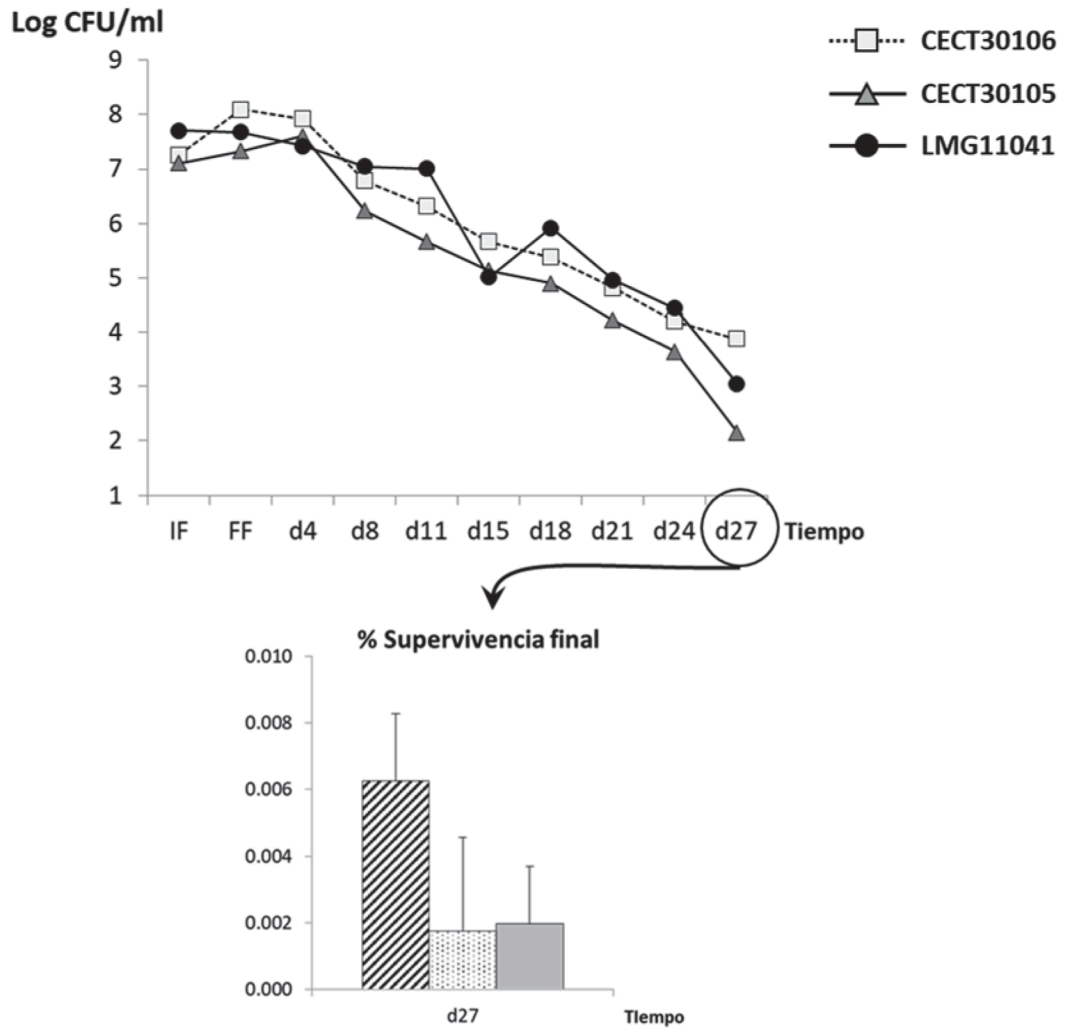 Log CFU/ml
CECT30106
CECT30105
LMG11041
9
8
7
6
5
4
3
2
1
IF FF d4 d8 d11 d15 d18 d21 d24 d27 Tiempo
% Supervivencia final
0.010
0.008
0.006
0.004
0.002
0.000
d27 TIempo